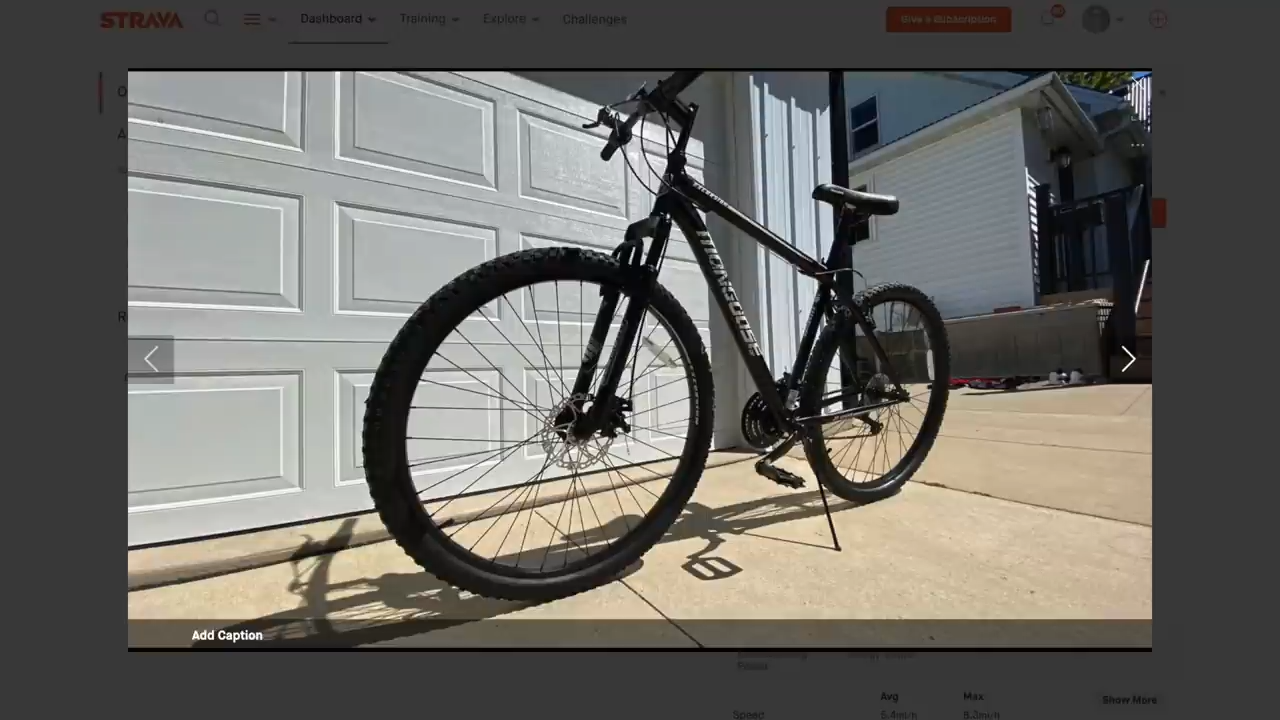 STRAVA
Dashboard
Training
Explore
Challenges
Give a Subscription
MONGOOSE
Add Caption
Avg
Max
Show More
Speed